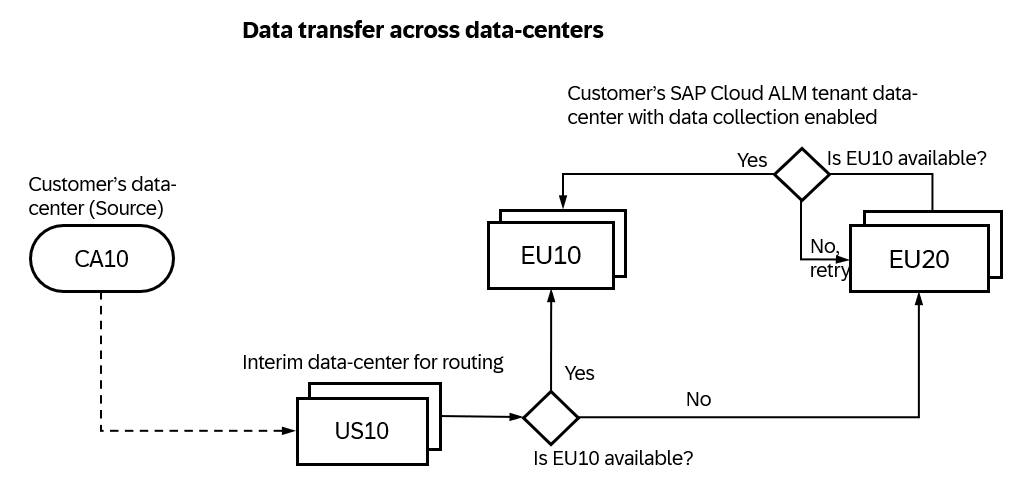 Data transfer across data-centers
Customer's SAP Cloud ALM tenant data-
center with data collection enabled
Yes
Is EU10 available?
Customer's data-
center (Source)
CA10
EU10
No,
retry
EU20
Interim data-center for routing
Yes
No
US10
Is EU10 available?